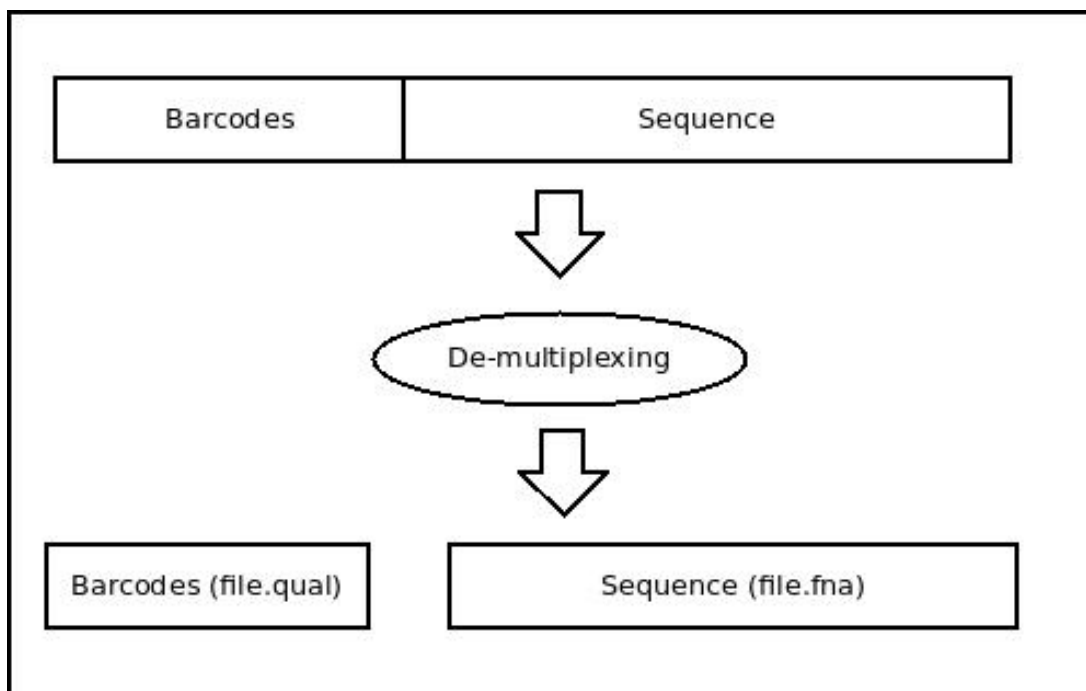 Barcodes
Sequence
De-multiplexing
Barcodes (file.qual)
Sequence (file.fna)